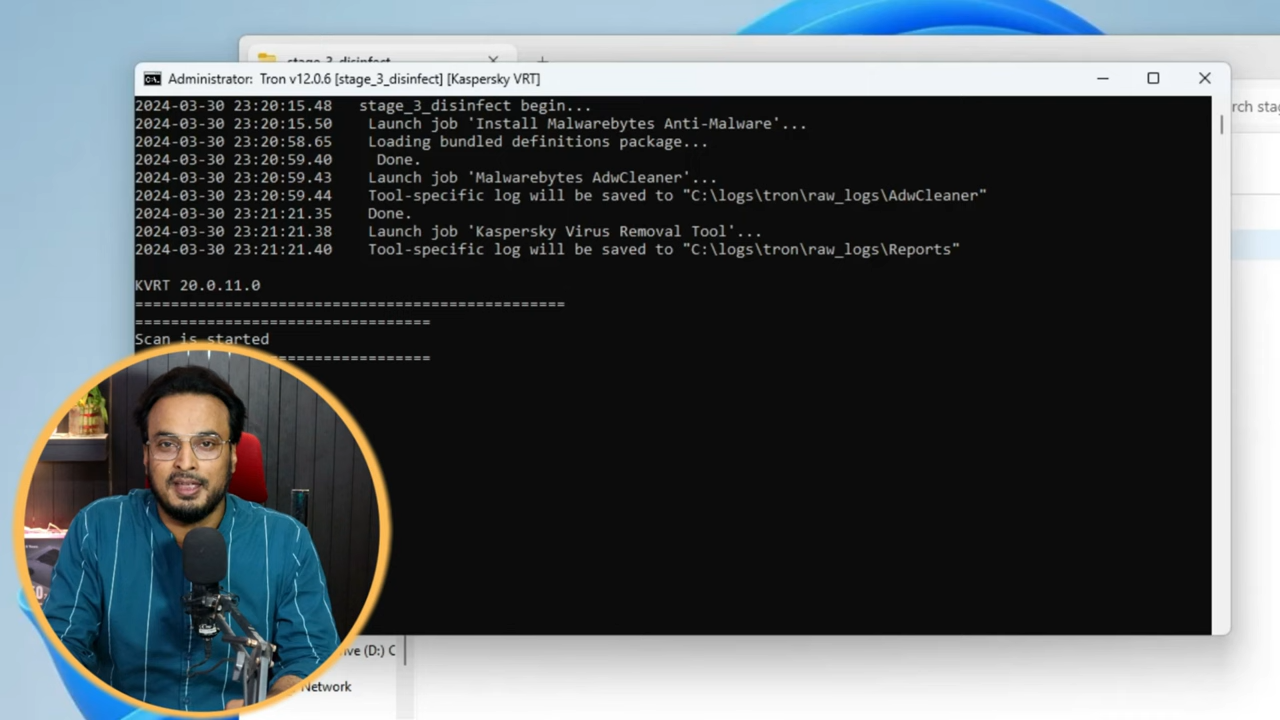 stage_3_disinfect
Administrator: Tron v12.0.6 [stage_3_disinfect] [Kaspersky VRT]
rch stag
2024-03-30 23:20:15.48 stage_3_disinfect begin...
2024-03-30 23:20:15.50 Launch job 'Install Malwarebytes Anti-Malware'...
2024-03-30 23:20:58.65 Loading bundled definitions package...
2024-03-30 23:20:59.40 Done.
2024-03-30 23:20:59.43 Launch job 'Malwarebytes AdwCleaner'...
2024-03-30 23:20:59.44 Tool-specific log will be saved to "C:\logs\tron\raw_logs\AdwCleaner"
2024-03-30 23:21:21.35 Done.
2024-03-30 23:21:21.38 Launch job 'Kaspersky Virus Removal Tool'...
2024-03-30 23:21:21.40 Tool-specific log will be saved to "C:\logs\tron\raw_logs\Reports"
KVRT 20.0.11.0
================================================
=================================
Scan is started
=================================
ive (D:) C
Network